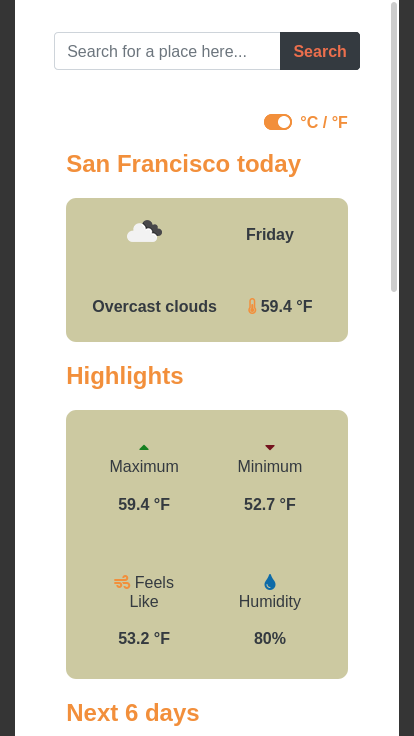 Search for a place here... Search
°C / °F
San Francisco today
Friday
Overcast clouds 59.4 °F
Highlights
Maximum Minimum
59.4 °F 52.7 °F
Feels
Like Humidity
53.2 °F 80%
Next 6 days